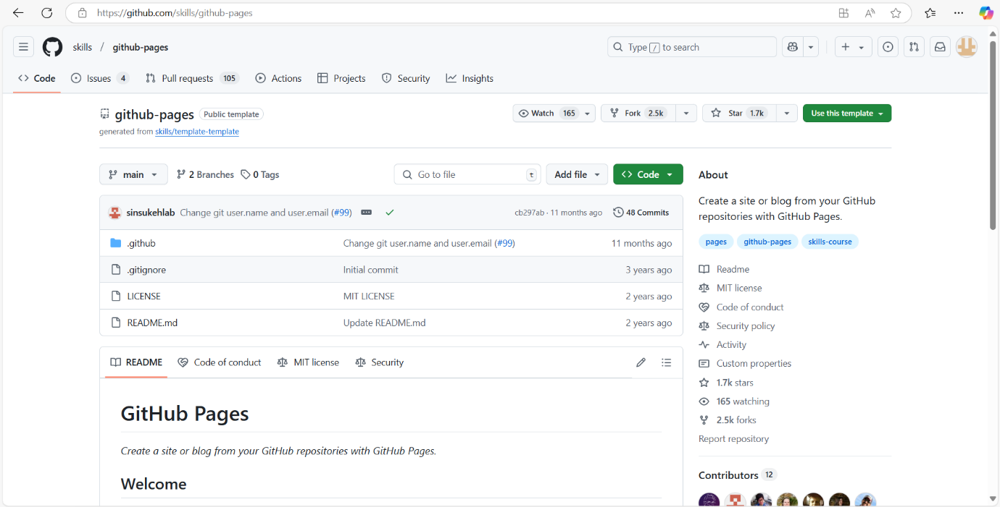 https://github.com/skills/github-pages
skills / github-pages
Type / to search
Code Issues 4 Pull requests 105 Actions Projects Security Insights
github-pages Public template
Watch 165 Fork 2.5k Star 1.7k Use this template
generated from skills/template-template
main 2 Branches 0 Tags Go to file t Add file Code
sinsukehlab Change git user.name and user.email (#99) cb297ab · 11 months ago 48 Commits
.github Change git user.name and user.email (#99) 11 months ago
.gitignore Initial commit 3 years ago
LICENSE MIT LICENSE 2 years ago
README.md Update README.md 2 years ago
README Code of conduct MIT license Security
GitHub Pages
Create a site or blog from your GitHub repositories with GitHub Pages.
Welcome
About
Create a site or blog from your GitHub
repositories with GitHub Pages.
pages github-pages skills-course
Readme
MIT license
Code of conduct
Security policy
Activity
Custom properties
1.7k stars
165 watching
2.5k forks
Report repository
Contributors 12